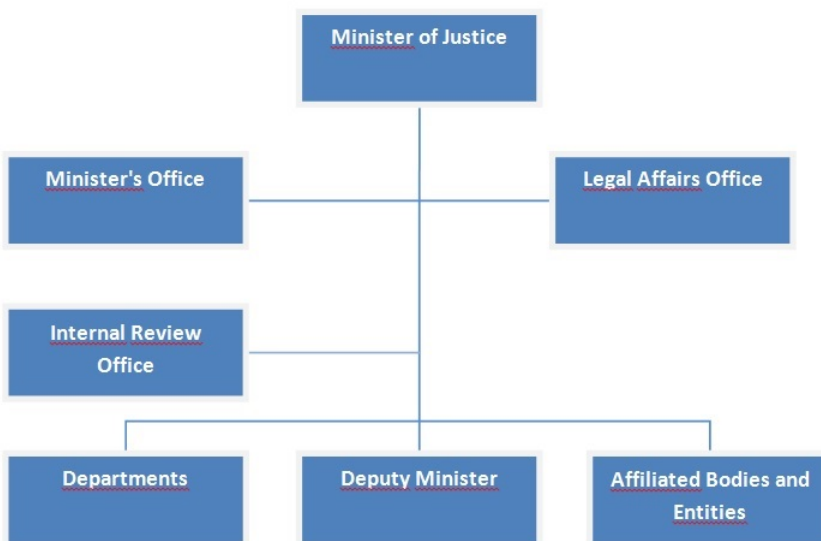 Minister of Justice
Minister's Office
Legal Affairs Office
Internal Review
Office
Departments
Deputy Minister
Affiliated Bodies and
Entities